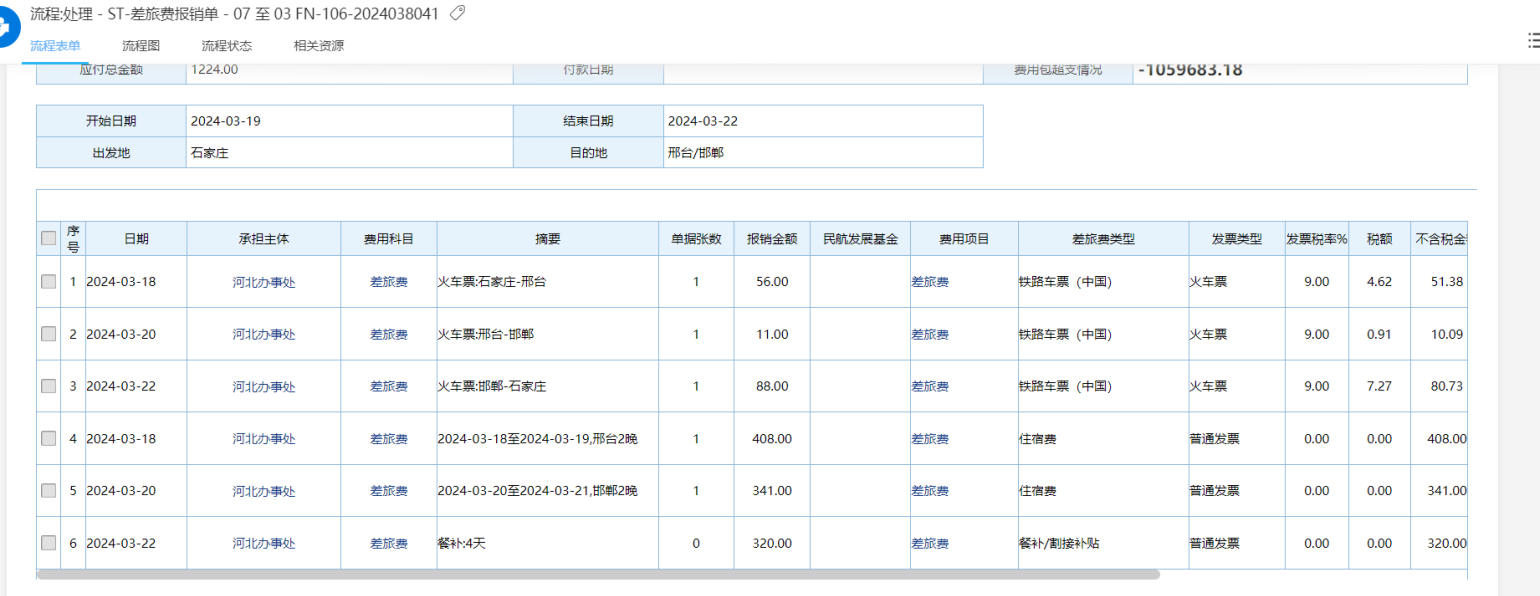 流程:处理 - ST-差旅费报销单 - 07 至 03 FN-106-2024038041
流程表单 流程图 流程状态 相关资源
应付总金额 1224.00 付款日期 费用包超支情况 -1059683.18
开始日期 2024-03-19 结束日期 2024-03-22
出发地 石家庄 目的地 邢台/邯郸
序号 日期 承担主体 费用科目 摘要 单据张数 报销金额 民航发展基金 费用项目 差旅费类型 发票类型 发票税率% 税额 不含税金
1 2024-03-18 河北办事处 差旅费 火车票:石家庄-邢台 1 56.00 差旅费 铁路车票（中国） 火车票 9.00 4.62 51.38
2 2024-03-20 河北办事处 差旅费 火车票:邢台-邯郸 1 11.00 差旅费 铁路车票（中国） 火车票 9.00 0.91 10.09
3 2024-03-22 河北办事处 差旅费 火车票:邯郸-石家庄 1 88.00 差旅费 铁路车票（中国） 火车票 9.00 7.27 80.73
4 2024-03-18 河北办事处 差旅费 2024-03-18至2024-03-19,邢台2晚 1 408.00 差旅费 住宿费 普通发票 0.00 0.00 408.00
5 2024-03-20 河北办事处 差旅费 2024-03-20至2024-03-21,邯郸2晚 1 341.00 差旅费 住宿费 普通发票 0.00 0.00 341.00
6 2024-03-22 河北办事处 差旅费 餐补:4天 0 320.00 差旅费 餐补/割接补贴 普通发票 0.00 0.00 320.00